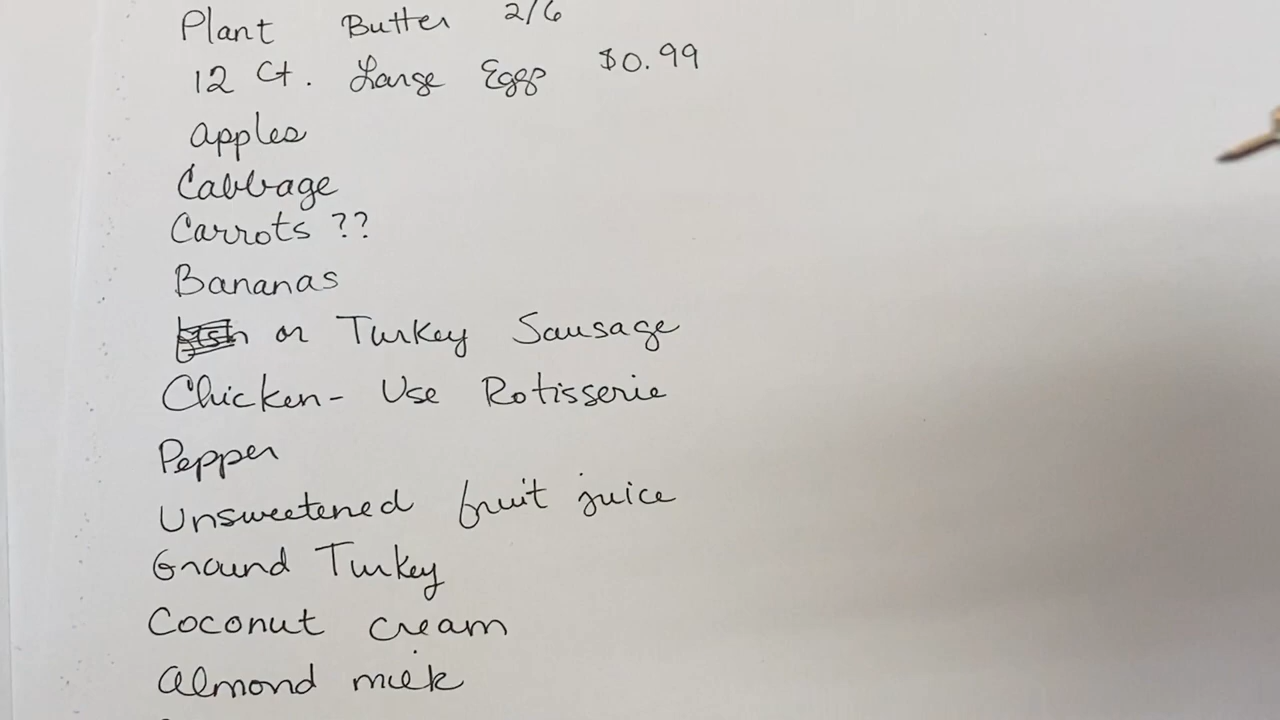 Plant Butter 2/6
12 Ct. Large Eggs $0.99
apples
Cabbage
Carrots ??
Bananas
or Turkey Sausage
Chicken- Use Rotisserie
Pepper
Unsweetened fruit juice
Ground Turkey
Coconut cream
almond milk